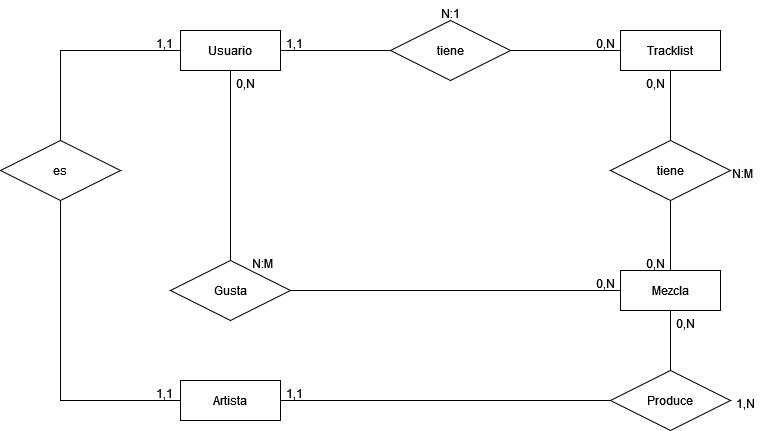 N:1
1,1
Usuario
1,1
tiene
0,N
Tracklist
0,N
0,N
es
tiene
N:M
N:M
0,N
Gusta
0,N
Mezcla
0,N
1,1
Artista
1,1
Produce
1,N